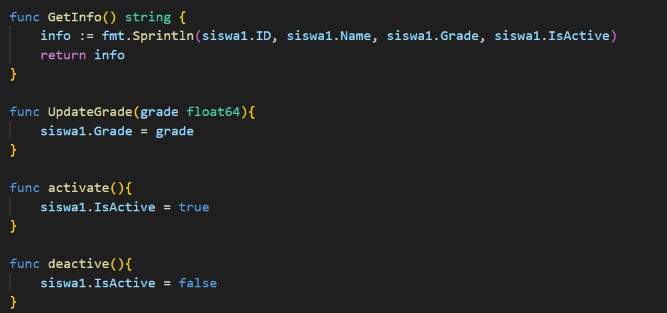 func GetInfo() string {
    info := fmt.Sprintln(siswa1.ID, siswa1.Name, siswa1.Grade, siswa1.IsActive)
    return info
}

func UpdateGrade(grade float64){
    siswa1.Grade = grade
}

func activate(){
    siswa1.IsActive = true
}

func deactive(){
    siswa1.IsActive = false
}